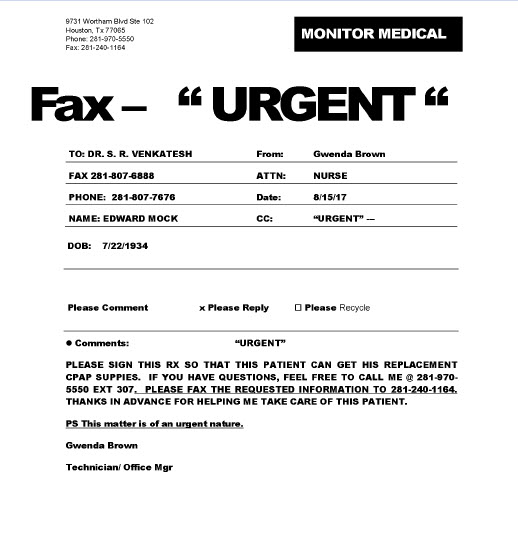 9731 Wortham Blvd Ste 102
Houston, Tx 77065
Phone: 281-970-5550
Fax: 281-240-1164
MONITOR MEDICAL
Fax – “ URGENT “
TO: DR. S. R. VENKATESH From: Gwenda Brown
FAX 281-807-6888 ATTN: NURSE
PHONE: 281-807-7676 Date: 8/15/17
NAME: EDWARD MOCK CC: “URGENT” ---
DOB: 7/22/1934
Please Comment x Please Reply ☐ Please Recycle
● Comments: “URGENT”
PLEASE SIGN THIS RX SO THAT THIS PATIENT CAN GET HIS REPLACEMENT
CPAP SUPPIES. IF YOU HAVE QUESTIONS, FEEL FREE TO CALL ME @ 281-970-
5550 EXT 307. PLEASE FAX THE REQUESTED INFORMATION TO 281-240-1164.
THANKS IN ADVANCE FOR HELPING ME TAKE CARE OF THIS PATIENT.
PS This matter is of an urgent nature.
Gwenda Brown
Technician/ Office Mgr